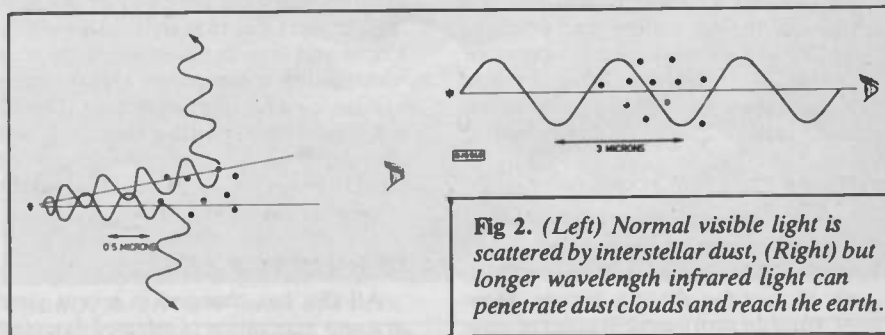 0·5 MICRONS
3 MICRONS
Fig 2. (Left) Normal visible light is
scattered by interstellar dust, (Right) but
longer wavelength infrared light can
penetrate dust clouds and reach the earth.